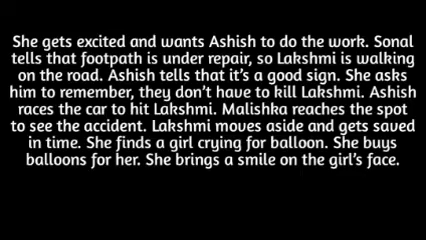 She gets excited and wants Ashish to do the work. Sonal
tells that footpath is under repair, so Lakshmi is walking
on the road. Ashish tells that it's a good sign. She asks
him to remember, they don't have to kill Lakshmi. Ashish
races the car to hit Lakshmi. Malishka reaches the spot
to see the accident. Lakshmi moves aside and gets saved
in time. She finds a girl crying for balloon. She buys
balloons for her. She brings a smile on the girl's face.